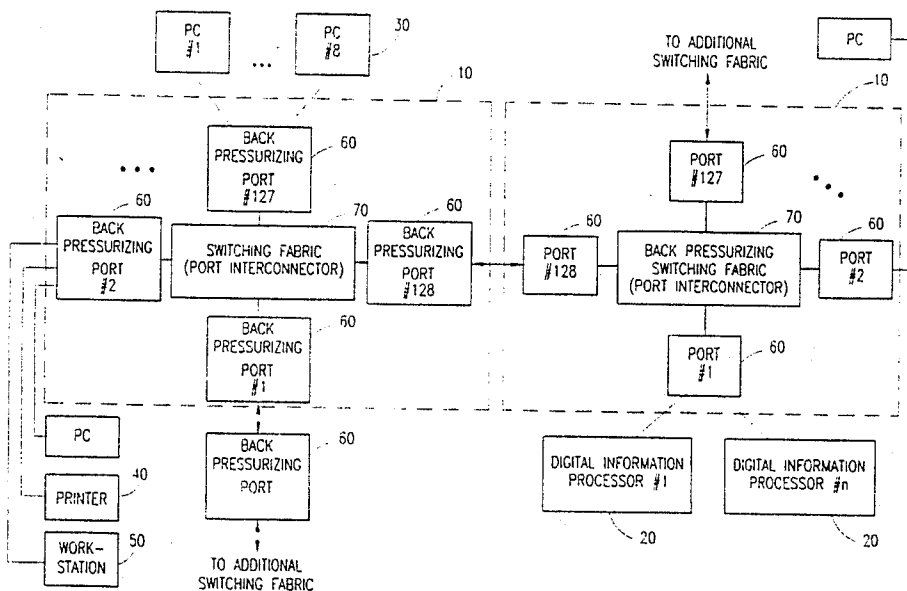 PC
#1
...
PC
#8
30
TO ADDITIONAL
SWITCHING FABRIC
PC
10
10
BACK
PRESSURIZING
PORT
#127
60
PORT
#127
60
...
...
60
BACK
PRESSURIZING
PORT
#2
70
SWITCHING FABRIC
(PORT INTERCONNECTOR)
60
BACK
PRESSURIZING
PORT
#128
60
PORT
#128
70
BACK PRESSURIZING
SWITCHING FABRIC
(PORT INTERCONNECTOR)
60
PORT
#2
60
BACK
PRESSURIZING
PORT
#1
PORT
#1
60
PC
BACK
PRESSURIZING
PORT
60
DIGITAL INFORMATION
PROCESSOR #1
DIGITAL INFORMATION
PROCESSOR #n
40
PRINTER
50
WORK-
STATION
20
20
TO ADDITIONAL
SWITCHING FABRIC